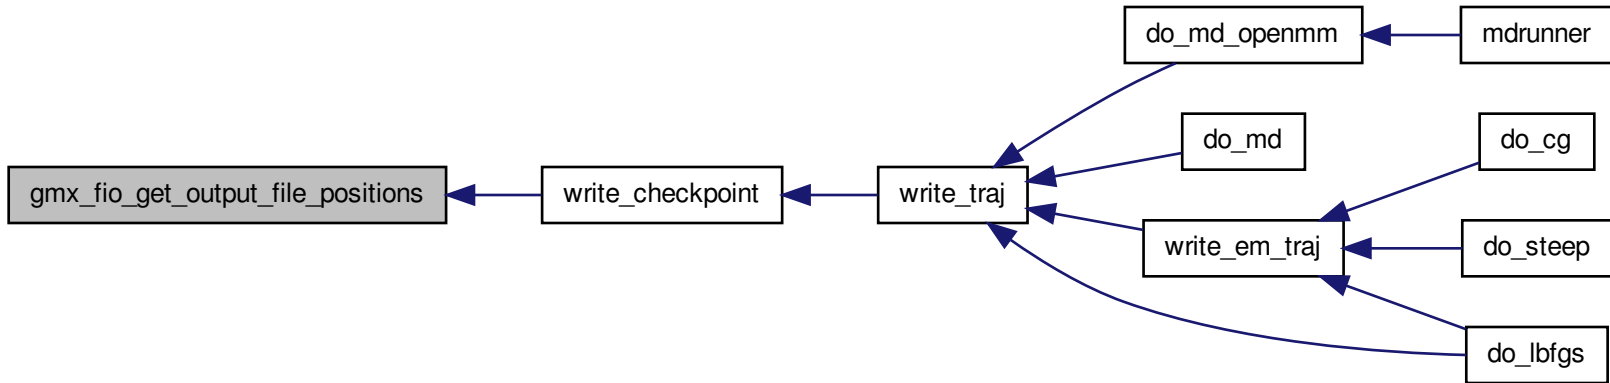 do_md_openmm
mdrunner
do_md
do_cg
gmx_fio_get_output_file_positions
write_checkpoint
write_traj
write_em_traj
do_steep
do_lbfgs